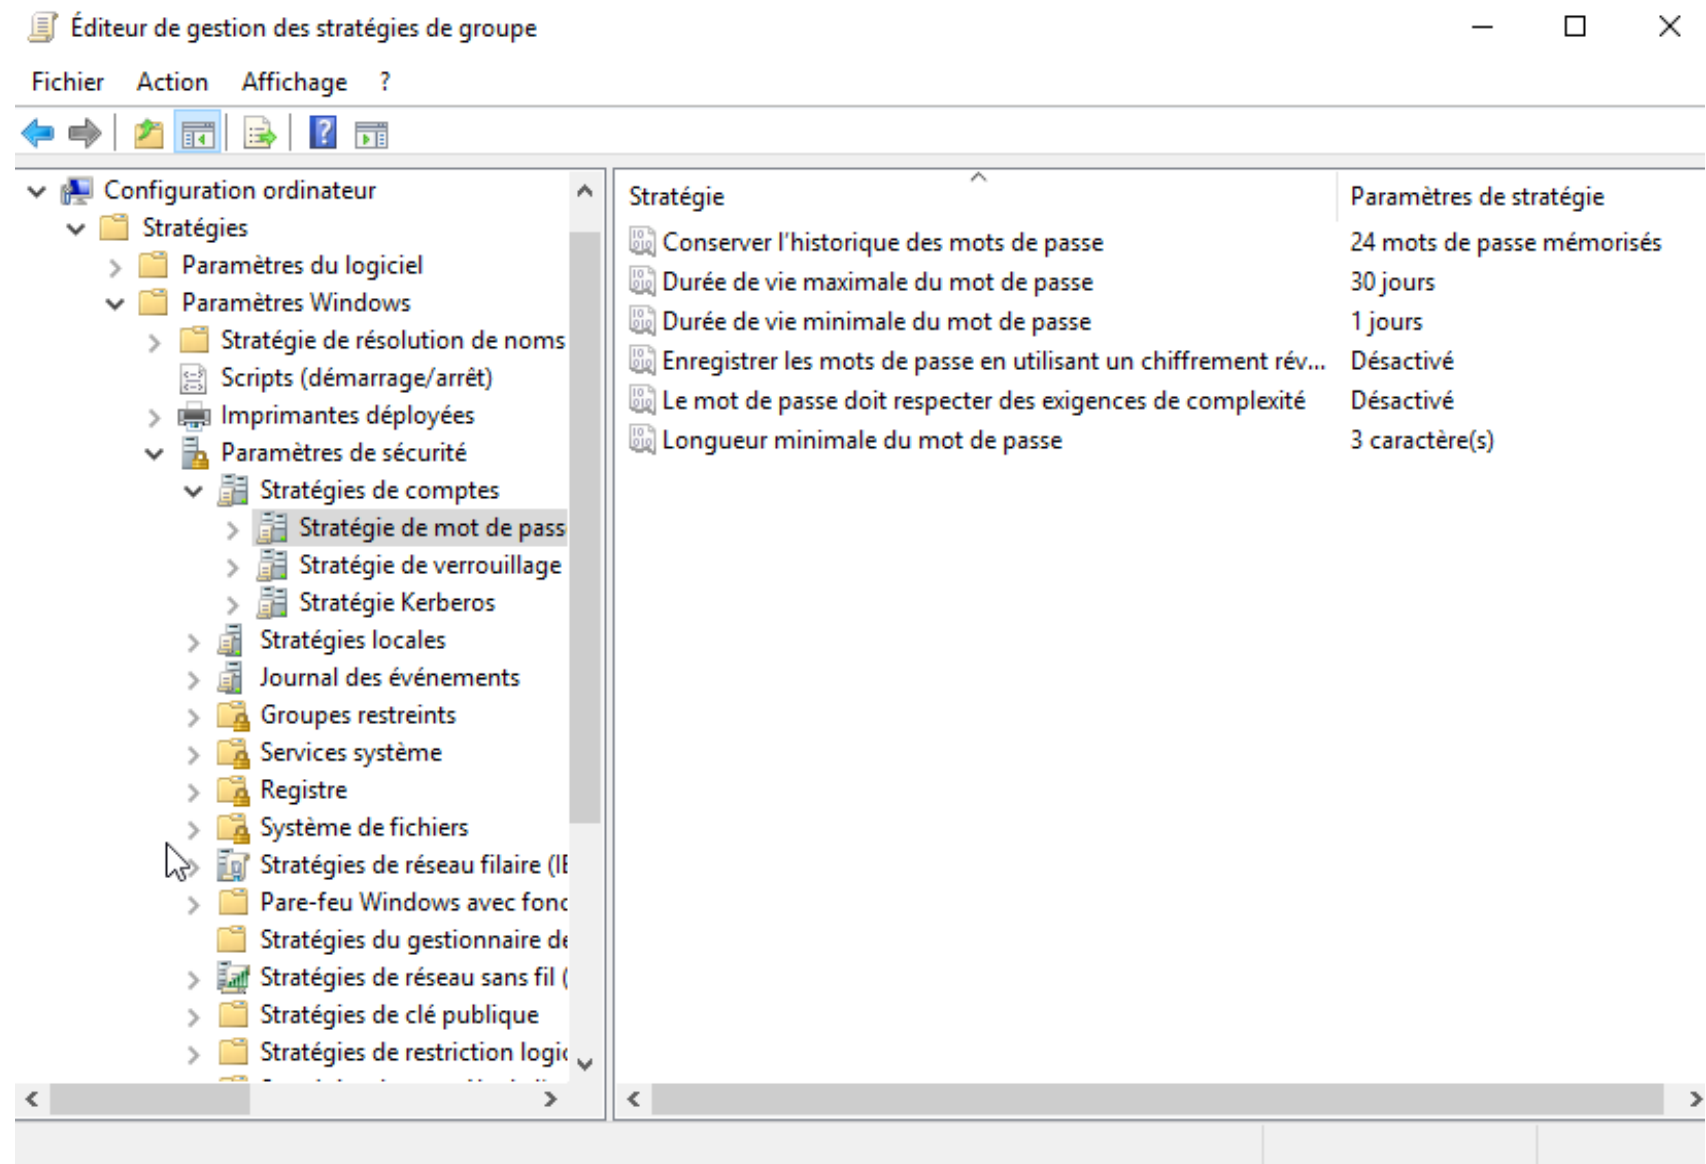 Éditeur de gestion des stratégies de groupe
Fichier Action Affichage ?
Configuration ordinateur
Stratégies
Paramètres du logiciel
Paramètres Windows
Stratégie de résolution de noms
Scripts (démarrage/arrêt)
Imprimantes déployées
Paramètres de sécurité
Stratégies de comptes
Stratégie de mot de pass
Stratégie de verrouillage
Stratégie Kerberos
Stratégies locales
Journal des événements
Groupes restreints
Services système
Registre
Système de fichiers
Stratégies de réseau filaire (IE
Pare-feu Windows avec fonc
Stratégies du gestionnaire de
Stratégies de réseau sans fil (
Stratégies de clé publique
Stratégies de restriction logic
Stratégie Paramètres de stratégie
Conserver l'historique des mots de passe 24 mots de passe mémorisés
Durée de vie maximale du mot de passe 30 jours
Durée de vie minimale du mot de passe 1 jours
Enregistrer les mots de passe en utilisant un chiffrement rév... Désactivé
Le mot de passe doit respecter des exigences de complexité Désactivé
Longueur minimale du mot de passe 3 caractère(s)